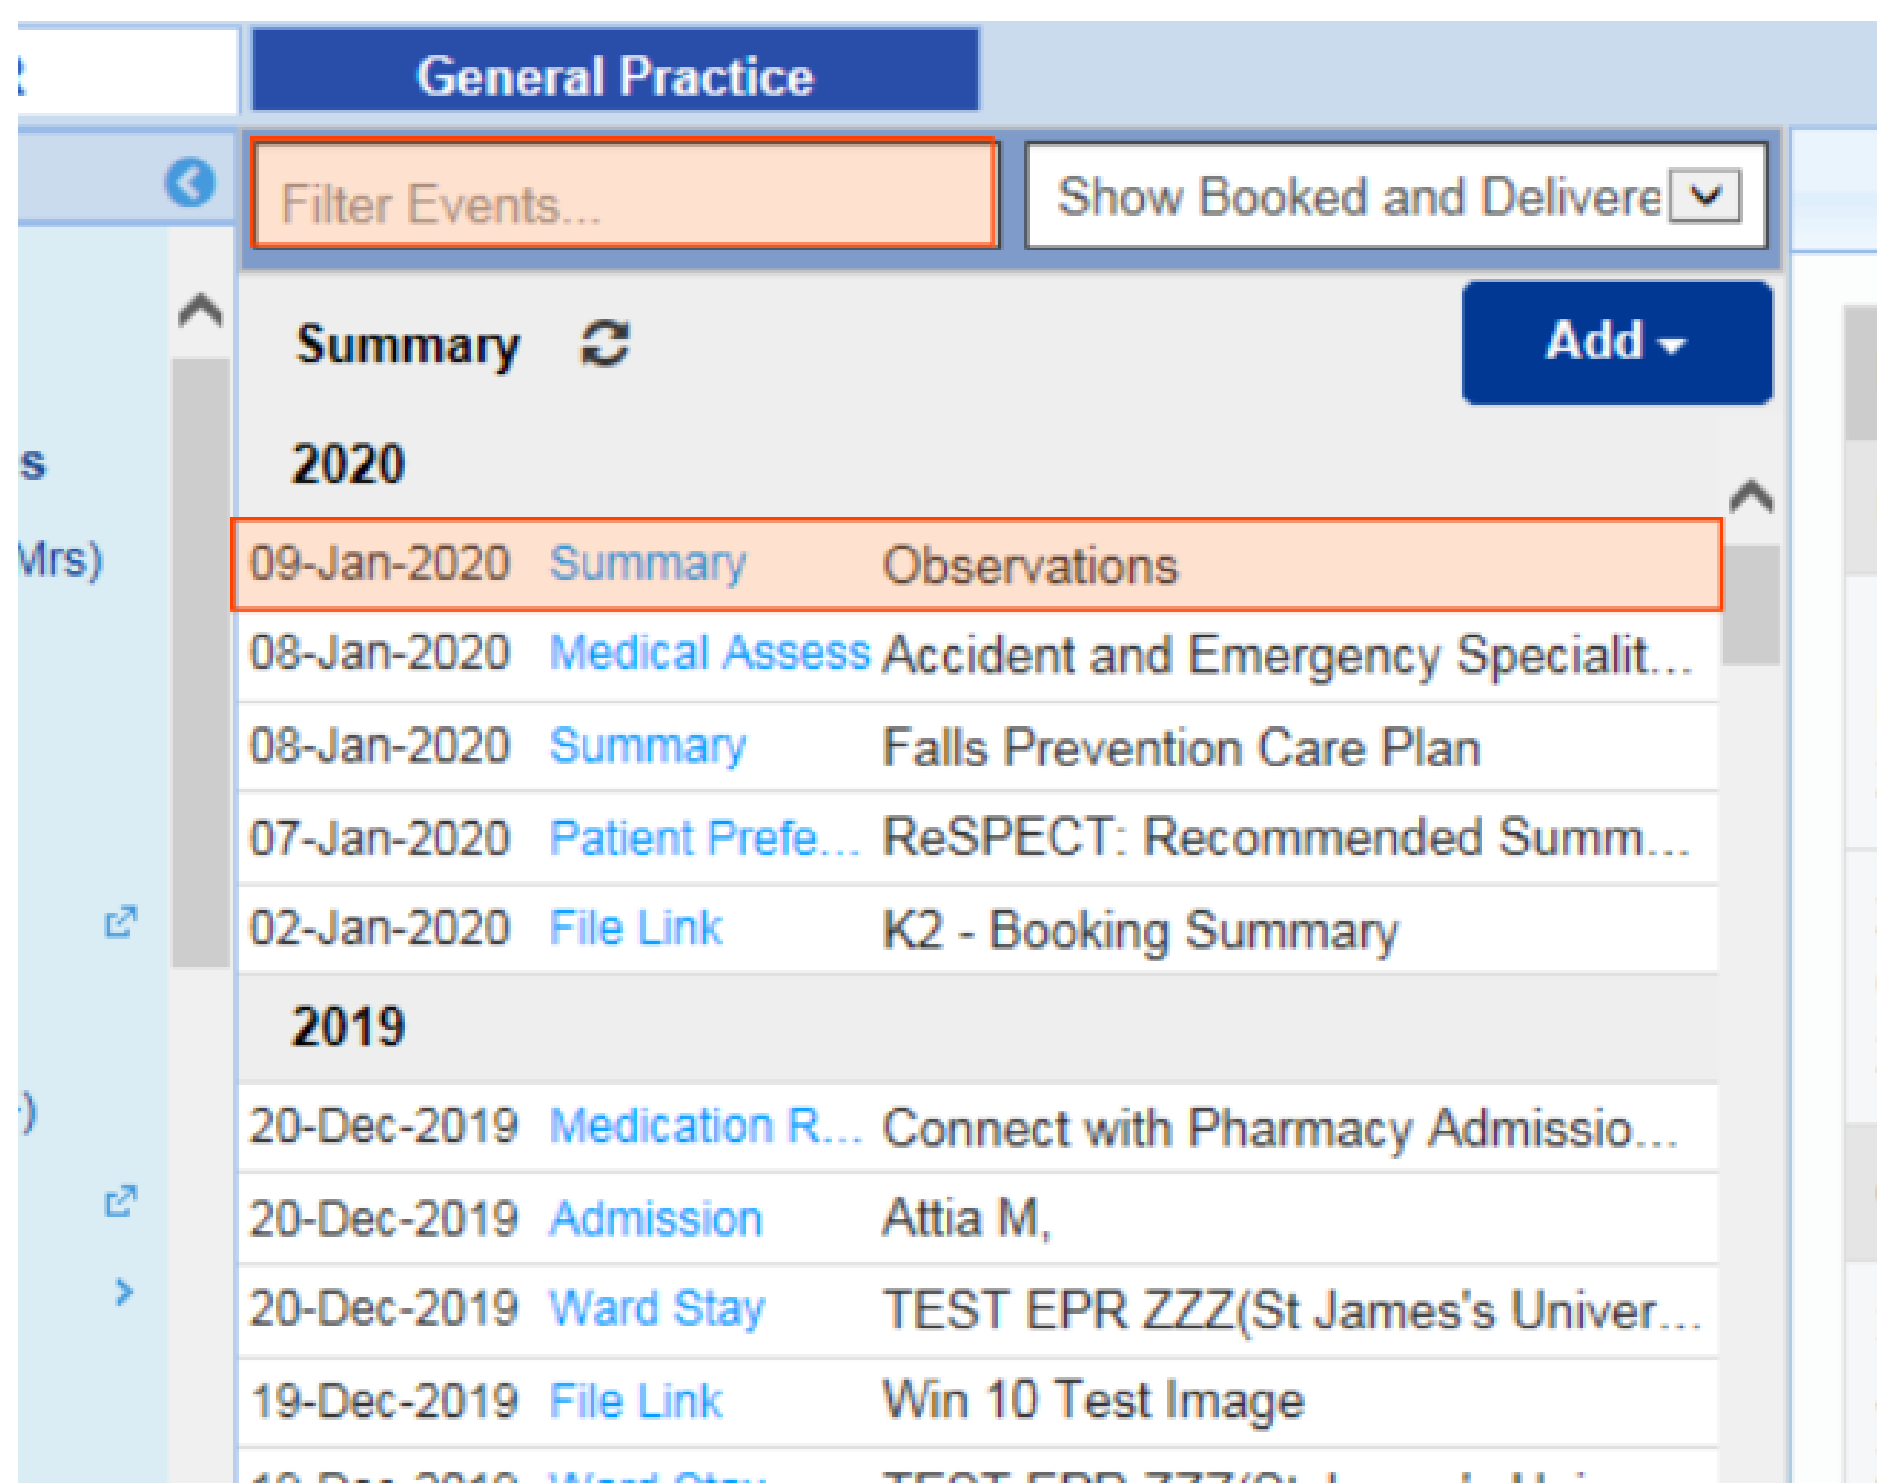 General Practice
Filter Events...
Show Booked and Delivere
Summary
Add
2020
s
09-Jan-2020 Summary Observations
Mrs)
08-Jan-2020 Medical Assess Accident and Emergency Specialit...
08-Jan-2020 Summary Falls Prevention Care Plan
07-Jan-2020 Patient Prefe... ReSPECT: Recommended Summ...
02-Jan-2020 File Link K2 - Booking Summary
2019
20-Dec-2019 Medication R... Connect with Pharmacy Admissio...
20-Dec-2019 Admission Attia M,
20-Dec-2019 Ward Stay TEST EPR ZZZ(St James's Univer...
19-Dec-2019 File Link Win 10 Test Image